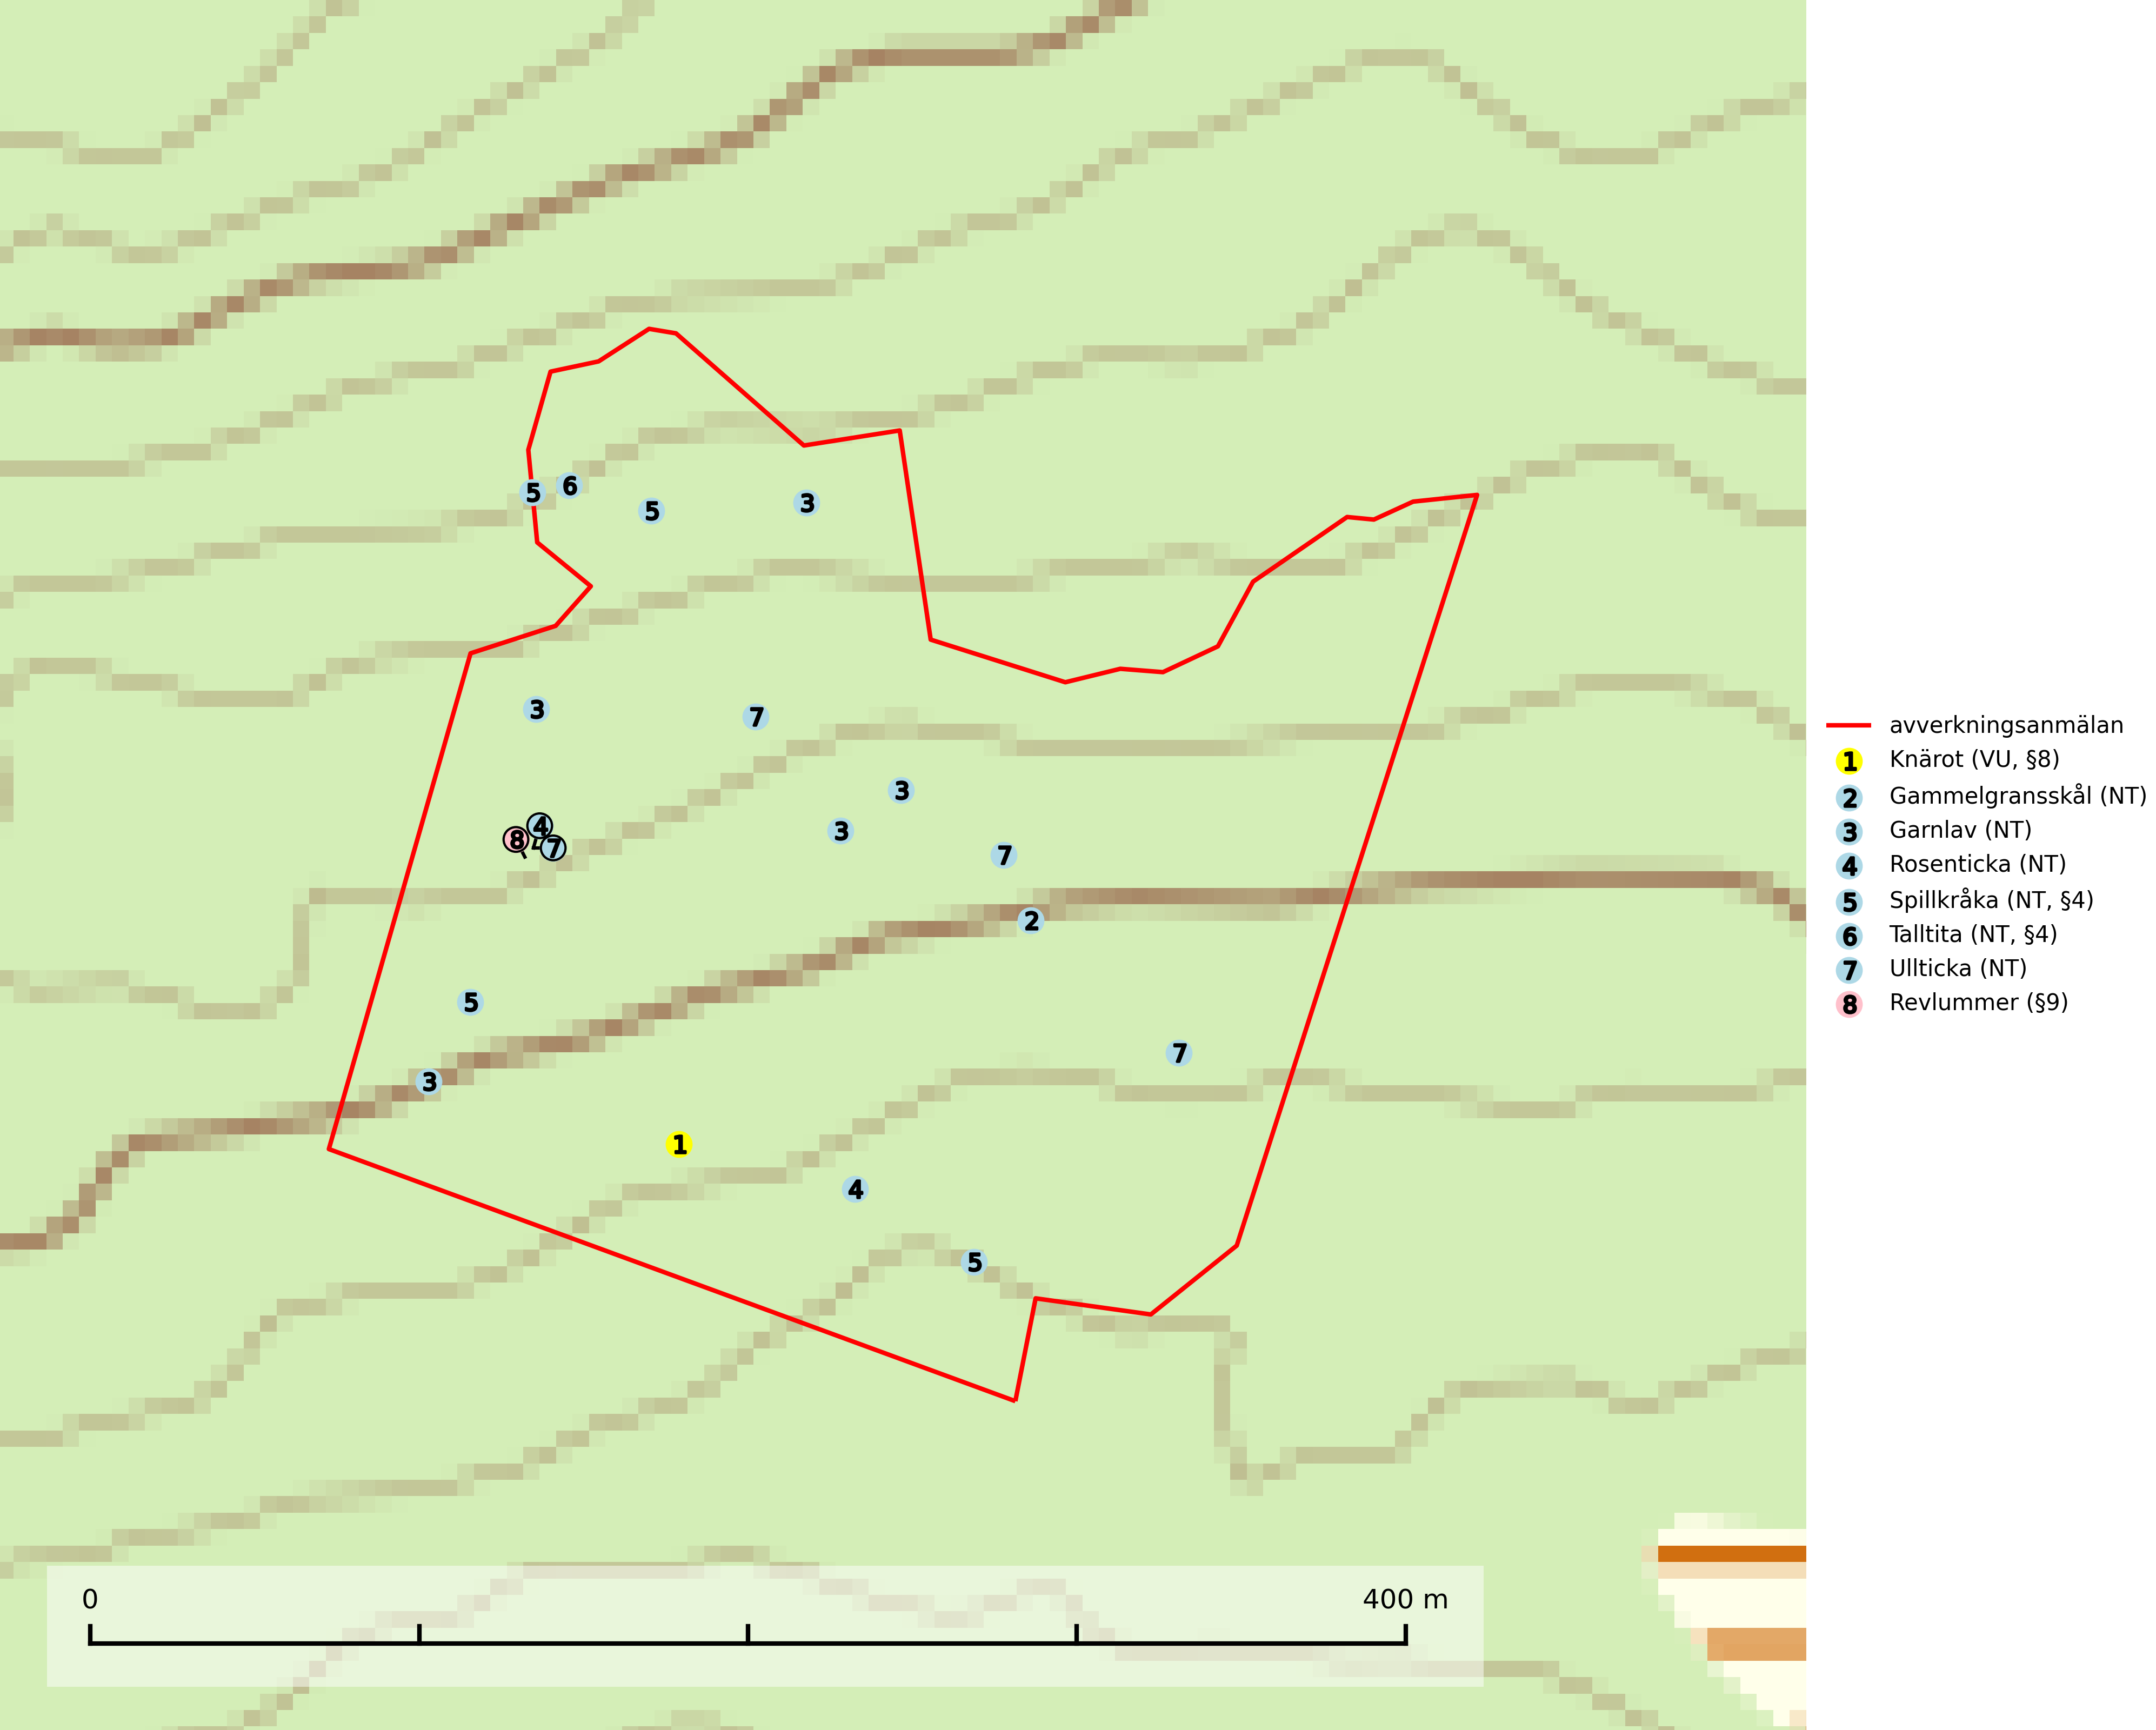 5
6
5
3
3
7
3
3
4
8
7
7
2
5
7
3
1
4
5
0
400 m
avverkningsanmälan
1 Knärot (VU, §8)
2 Gammelgransskål (NT)
3 Garnlav (NT)
4 Rosenticka (NT)
5 Spillkråka (NT, §4)
6 Talltita (NT, §4)
7 Ullticka (NT)
8 Revlummer (§9)